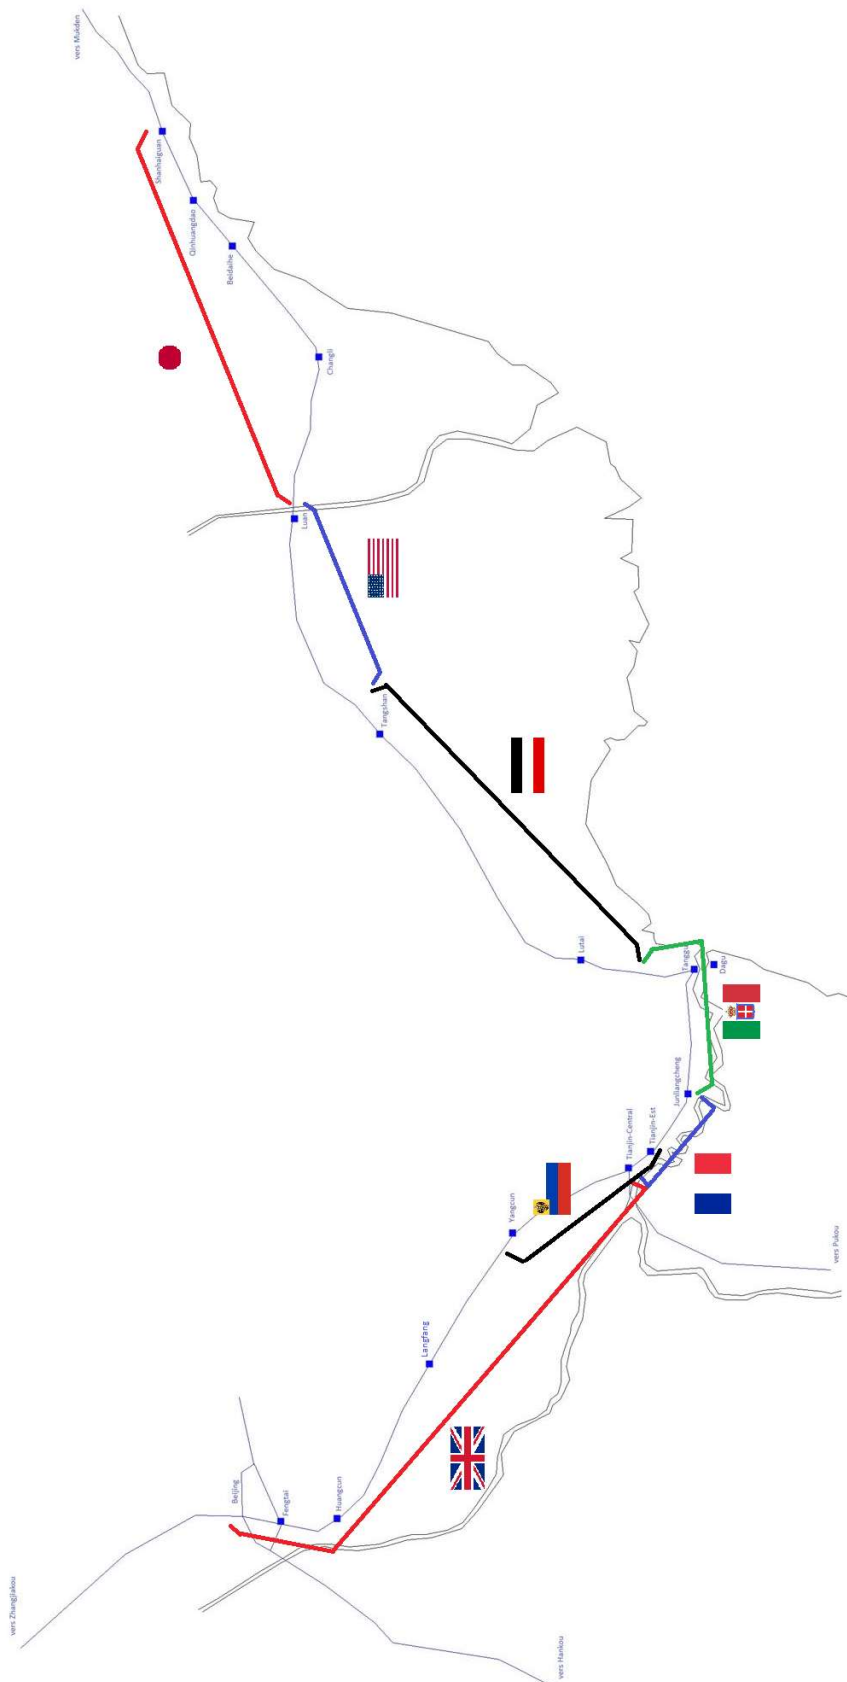 vers Mukden
Shanhaiguan
Qinhuangdao
Beidaihe
Changli
Luan
Tangshan
Lutai
Tanggu
Dagu
Junliangcheng
Tianjin-Est
Tianjin-Central
Yangcun
vers Pukou
Langfang
Huangcun
Fengtai
Beijing
vers Zhangjiakou
vers Hankou